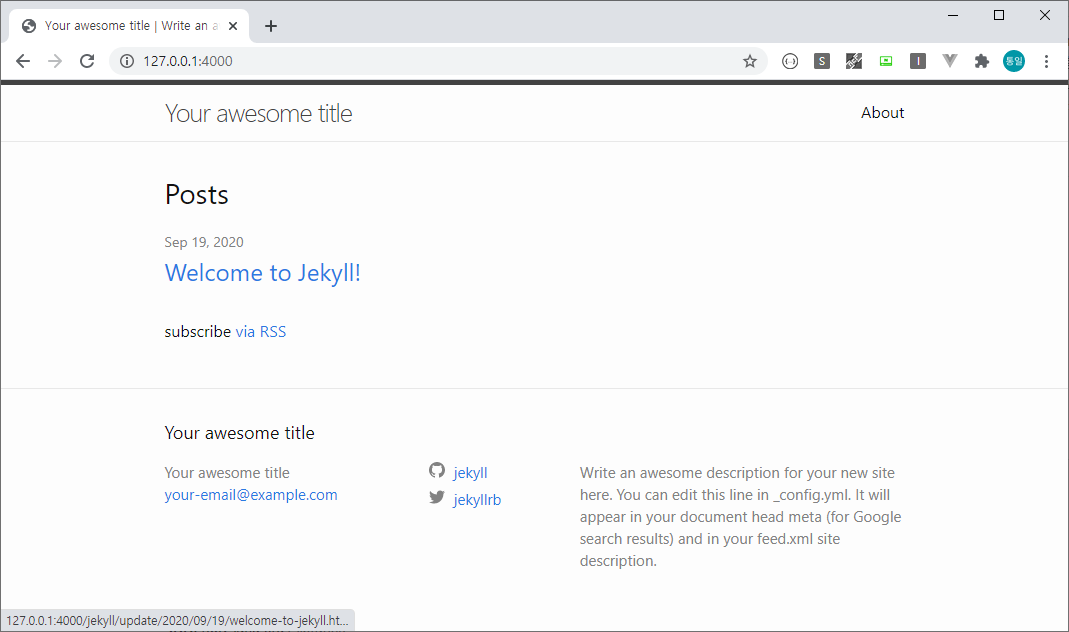 Your awesome title | Write an a
127.0.0.1:4000
S
I
통일
Your awesome title
About
Posts
Sep 19, 2020
Welcome to Jekyll!
subscribe via RSS
Your awesome title
Your awesome title
your-email@example.com
jekyll
jekyllrb
Write an awesome description for your new site
here. You can edit this line in _config.yml. It will
appear in your document head meta (for Google
search results) and in your feed.xml site
description.
127.0.0.1:4000/jekyll/update/2020/09/19/welcome-to-jekyll.ht...